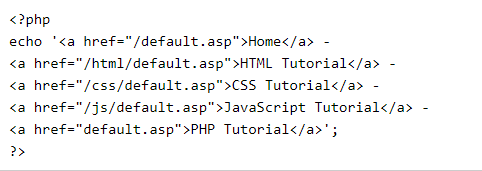 <?php
echo '<a href="/default.asp">Home</a> -
<a href="/html/default.asp">HTML Tutorial</a> -
<a href="/css/default.asp">CSS Tutorial</a> -
<a href="/js/default.asp">JavaScript Tutorial</a> -
<a href="default.asp">PHP Tutorial</a>';
?>